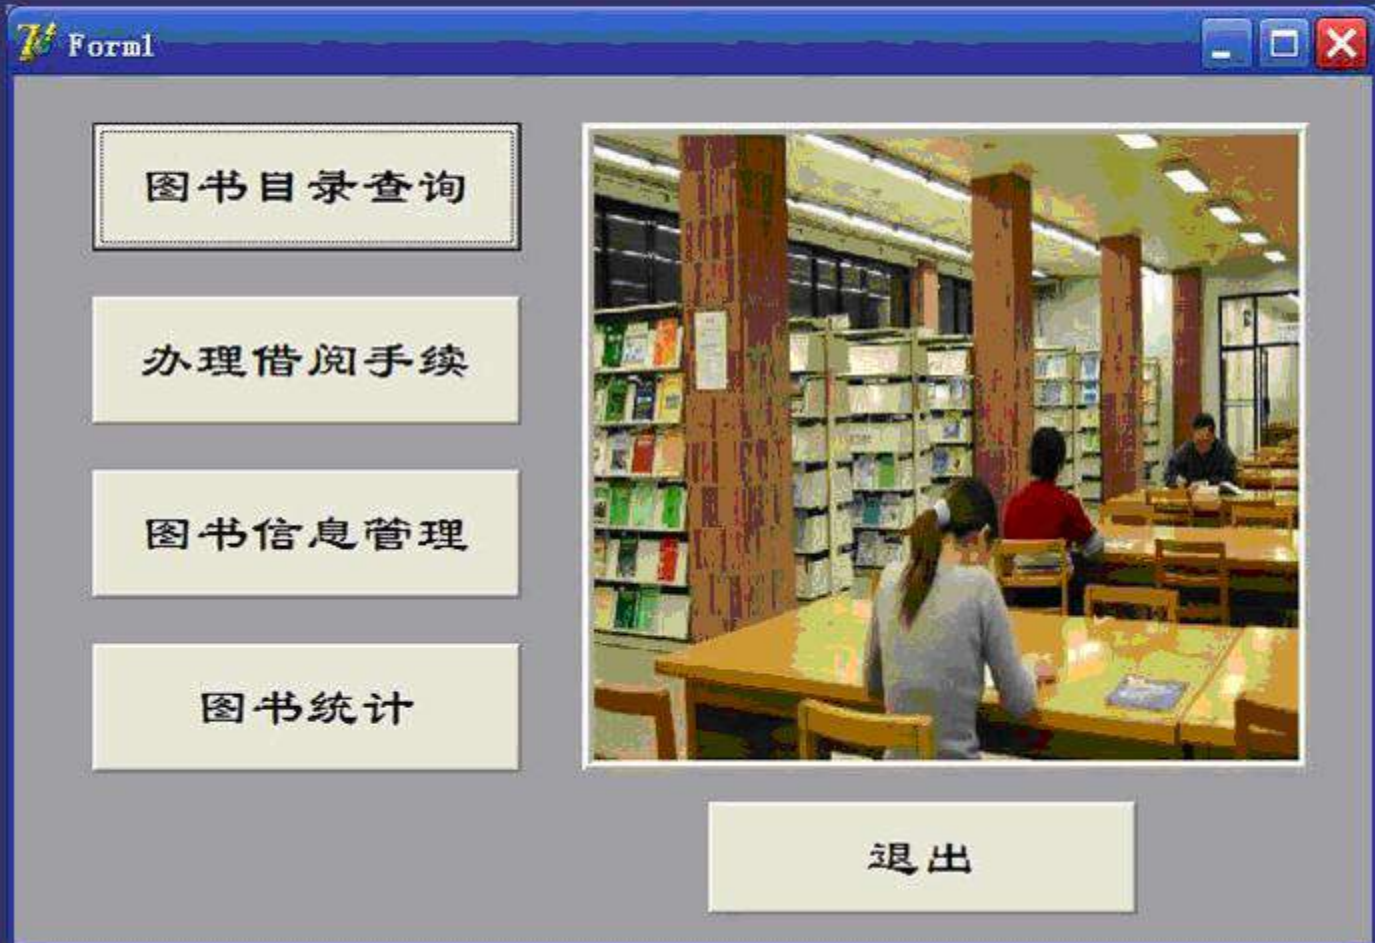 Form1
图书目录查询
办理借阅手续
图书信息管理
图书统计
退出